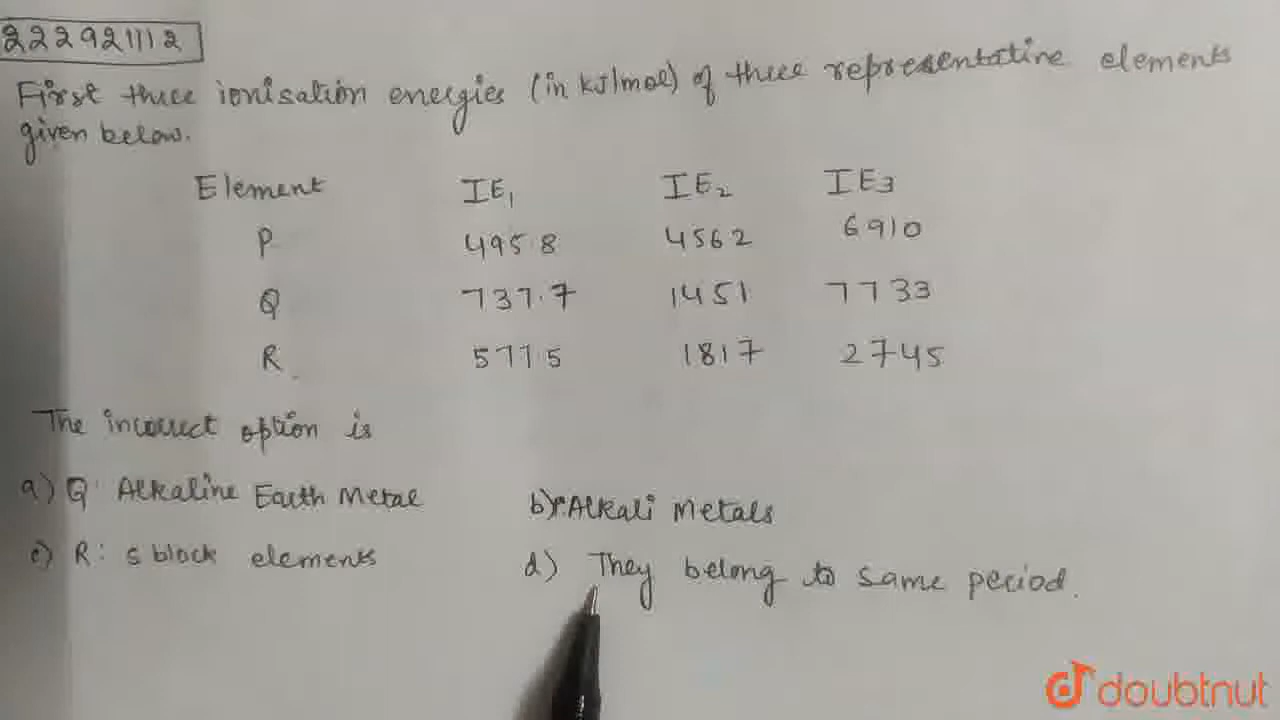 222921112
First three ionisation energies (in kJ/mol) of three representative elements
given below.
Element IE1 IE2 IE3
P 495.8 4562 6910
Q 737.7 1451 7733
R 577.5 1817 2745
The incorrect option is
a) Q: Alkaline Earth Metal b) P: Alkali Metals
c) R: s block elements d) They belong to same period.
doubtnut